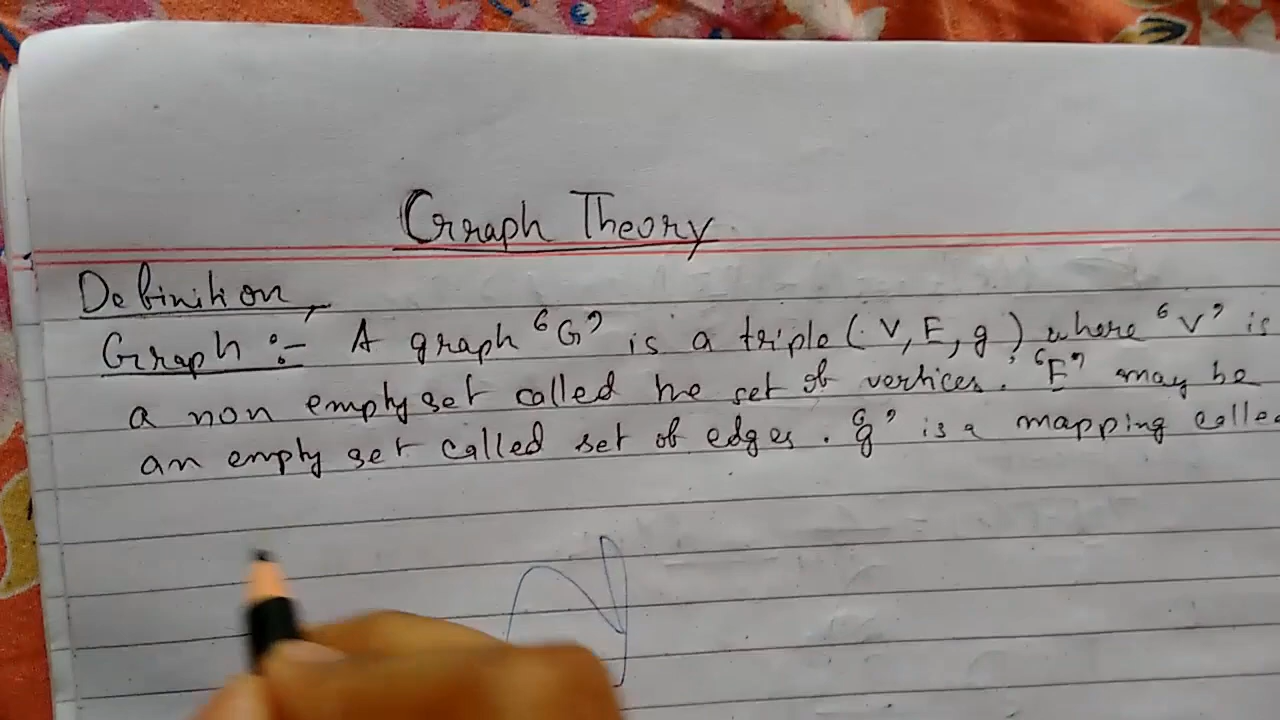 Graph Theory
Definition,
Graph :- A graph ‘G’ is a triple (V, E, g) where ‘V’ is
a non empty set called the set of vertices. ‘E’ may be
an empty set called set of edges. ‘g’ is a mapping called